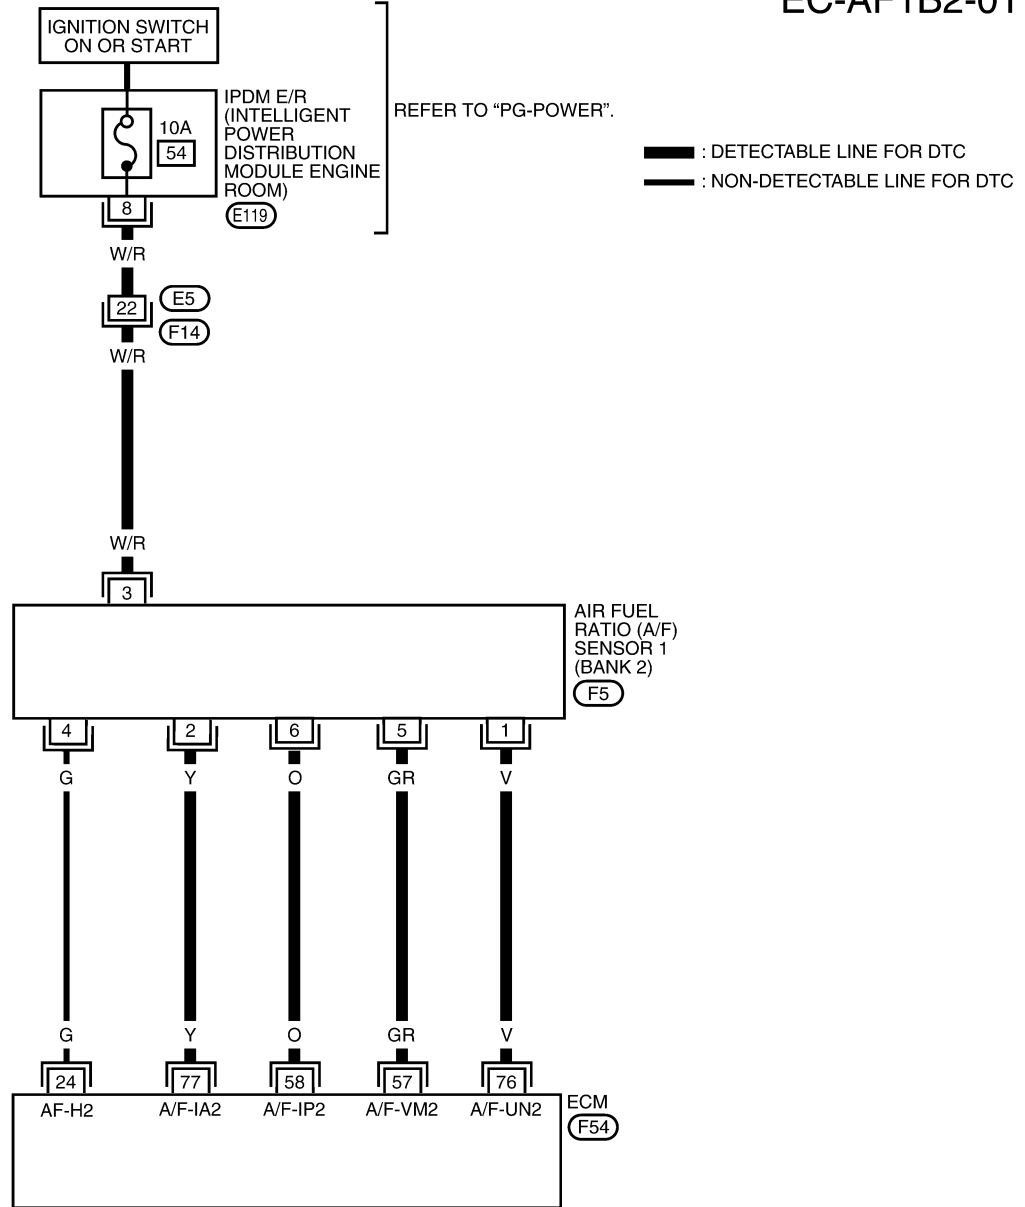 EC-AF1B2-01
IGNITION SWITCH
ON OR START
IPDM E/R
(INTELLIGENT
POWER
DISTRIBUTION
MODULE ENGINE
ROOM)
E119
10A
54
REFER TO “PG-POWER”.
: DETECTABLE LINE FOR DTC
: NON-DETECTABLE LINE FOR DTC
8
W/R
22
E5
F14
W/R
W/R
3
AIR FUEL
RATIO (A/F)
SENSOR 1
(BANK 2)
F5
4 2 6 5 1
G Y O GR V
G Y O GR V
24 77 58 57 76
AF-H2 A/F-IA2 A/F-IP2 A/F-VM2 A/F-UN2
ECM
F54